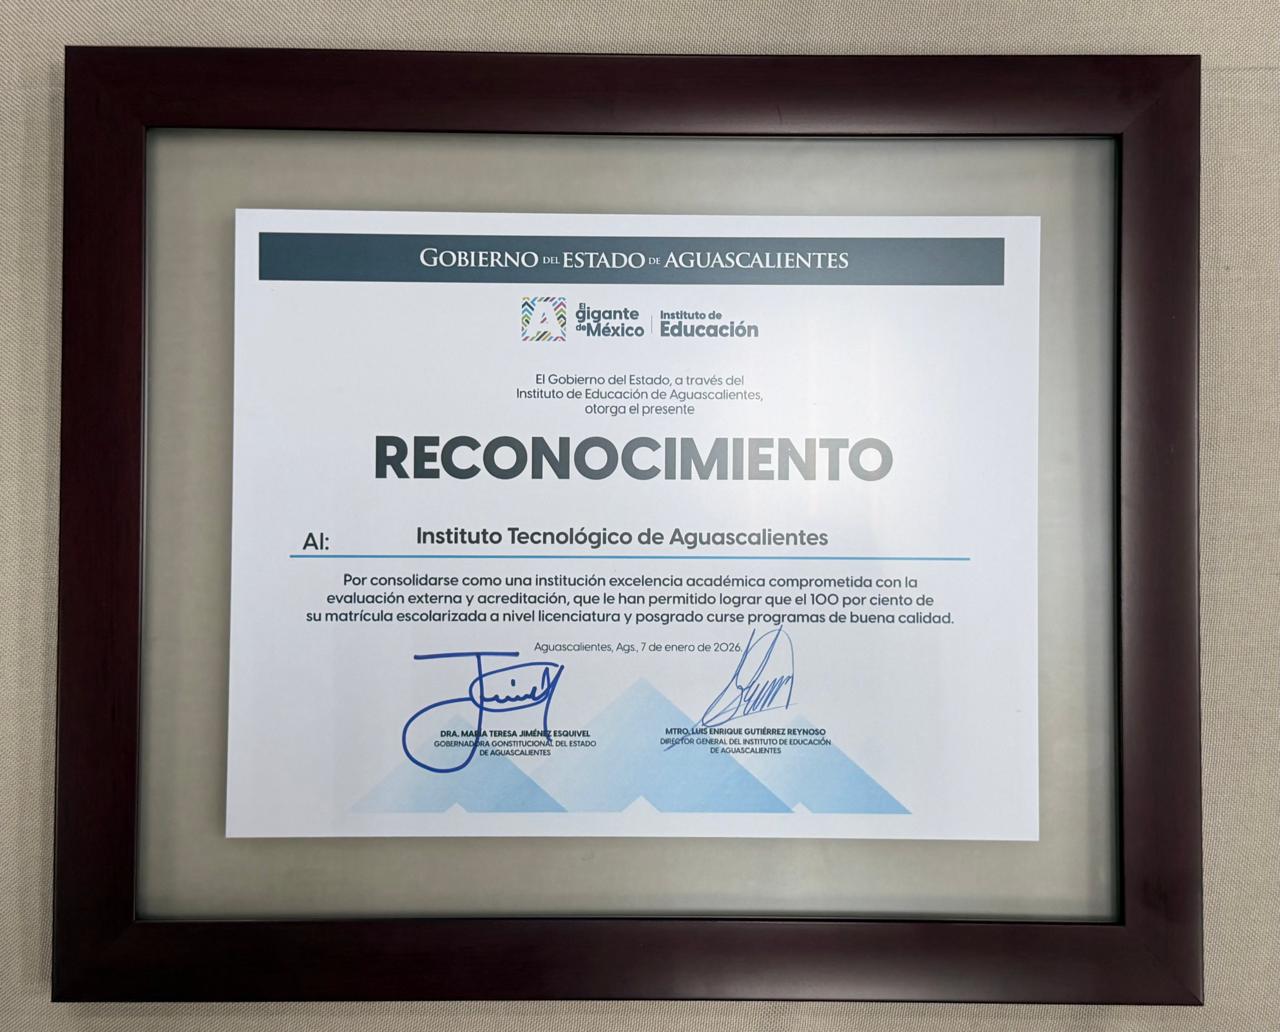 GOBIERNO DEL ESTADO DE AGUASCALIENTES
A
El
gigante
de México
Instituto de
Educación
El Gobierno del Estado, a través del
Instituto de Educación de Aguascalientes,
otorga el presente
RECONOCIMIENTO
Al: Instituto Tecnológico de Aguascalientes
Por consolidarse como una institución excelencia académica comprometida con la
evaluación externa y acreditación, que le han permitido lograr que el 100 por ciento de
su matrícula escolarizada a nivel licenciatura y posgrado curse programas de buena calidad.
Aguascalientes, Ags., 7 de enero de 2026.
DRA. MARÍA TERESA JIMÉNEZ ESQUIVEL
GOBERNADORA CONSTITUCIONAL DEL ESTADO
DE AGUASCALIENTES
MTRO. LUIS ENRIQUE GUTIÉRREZ REYNOSO
DIRECTOR GENERAL DEL INSTITUTO DE EDUCACIÓN
DE AGUASCALIENTES